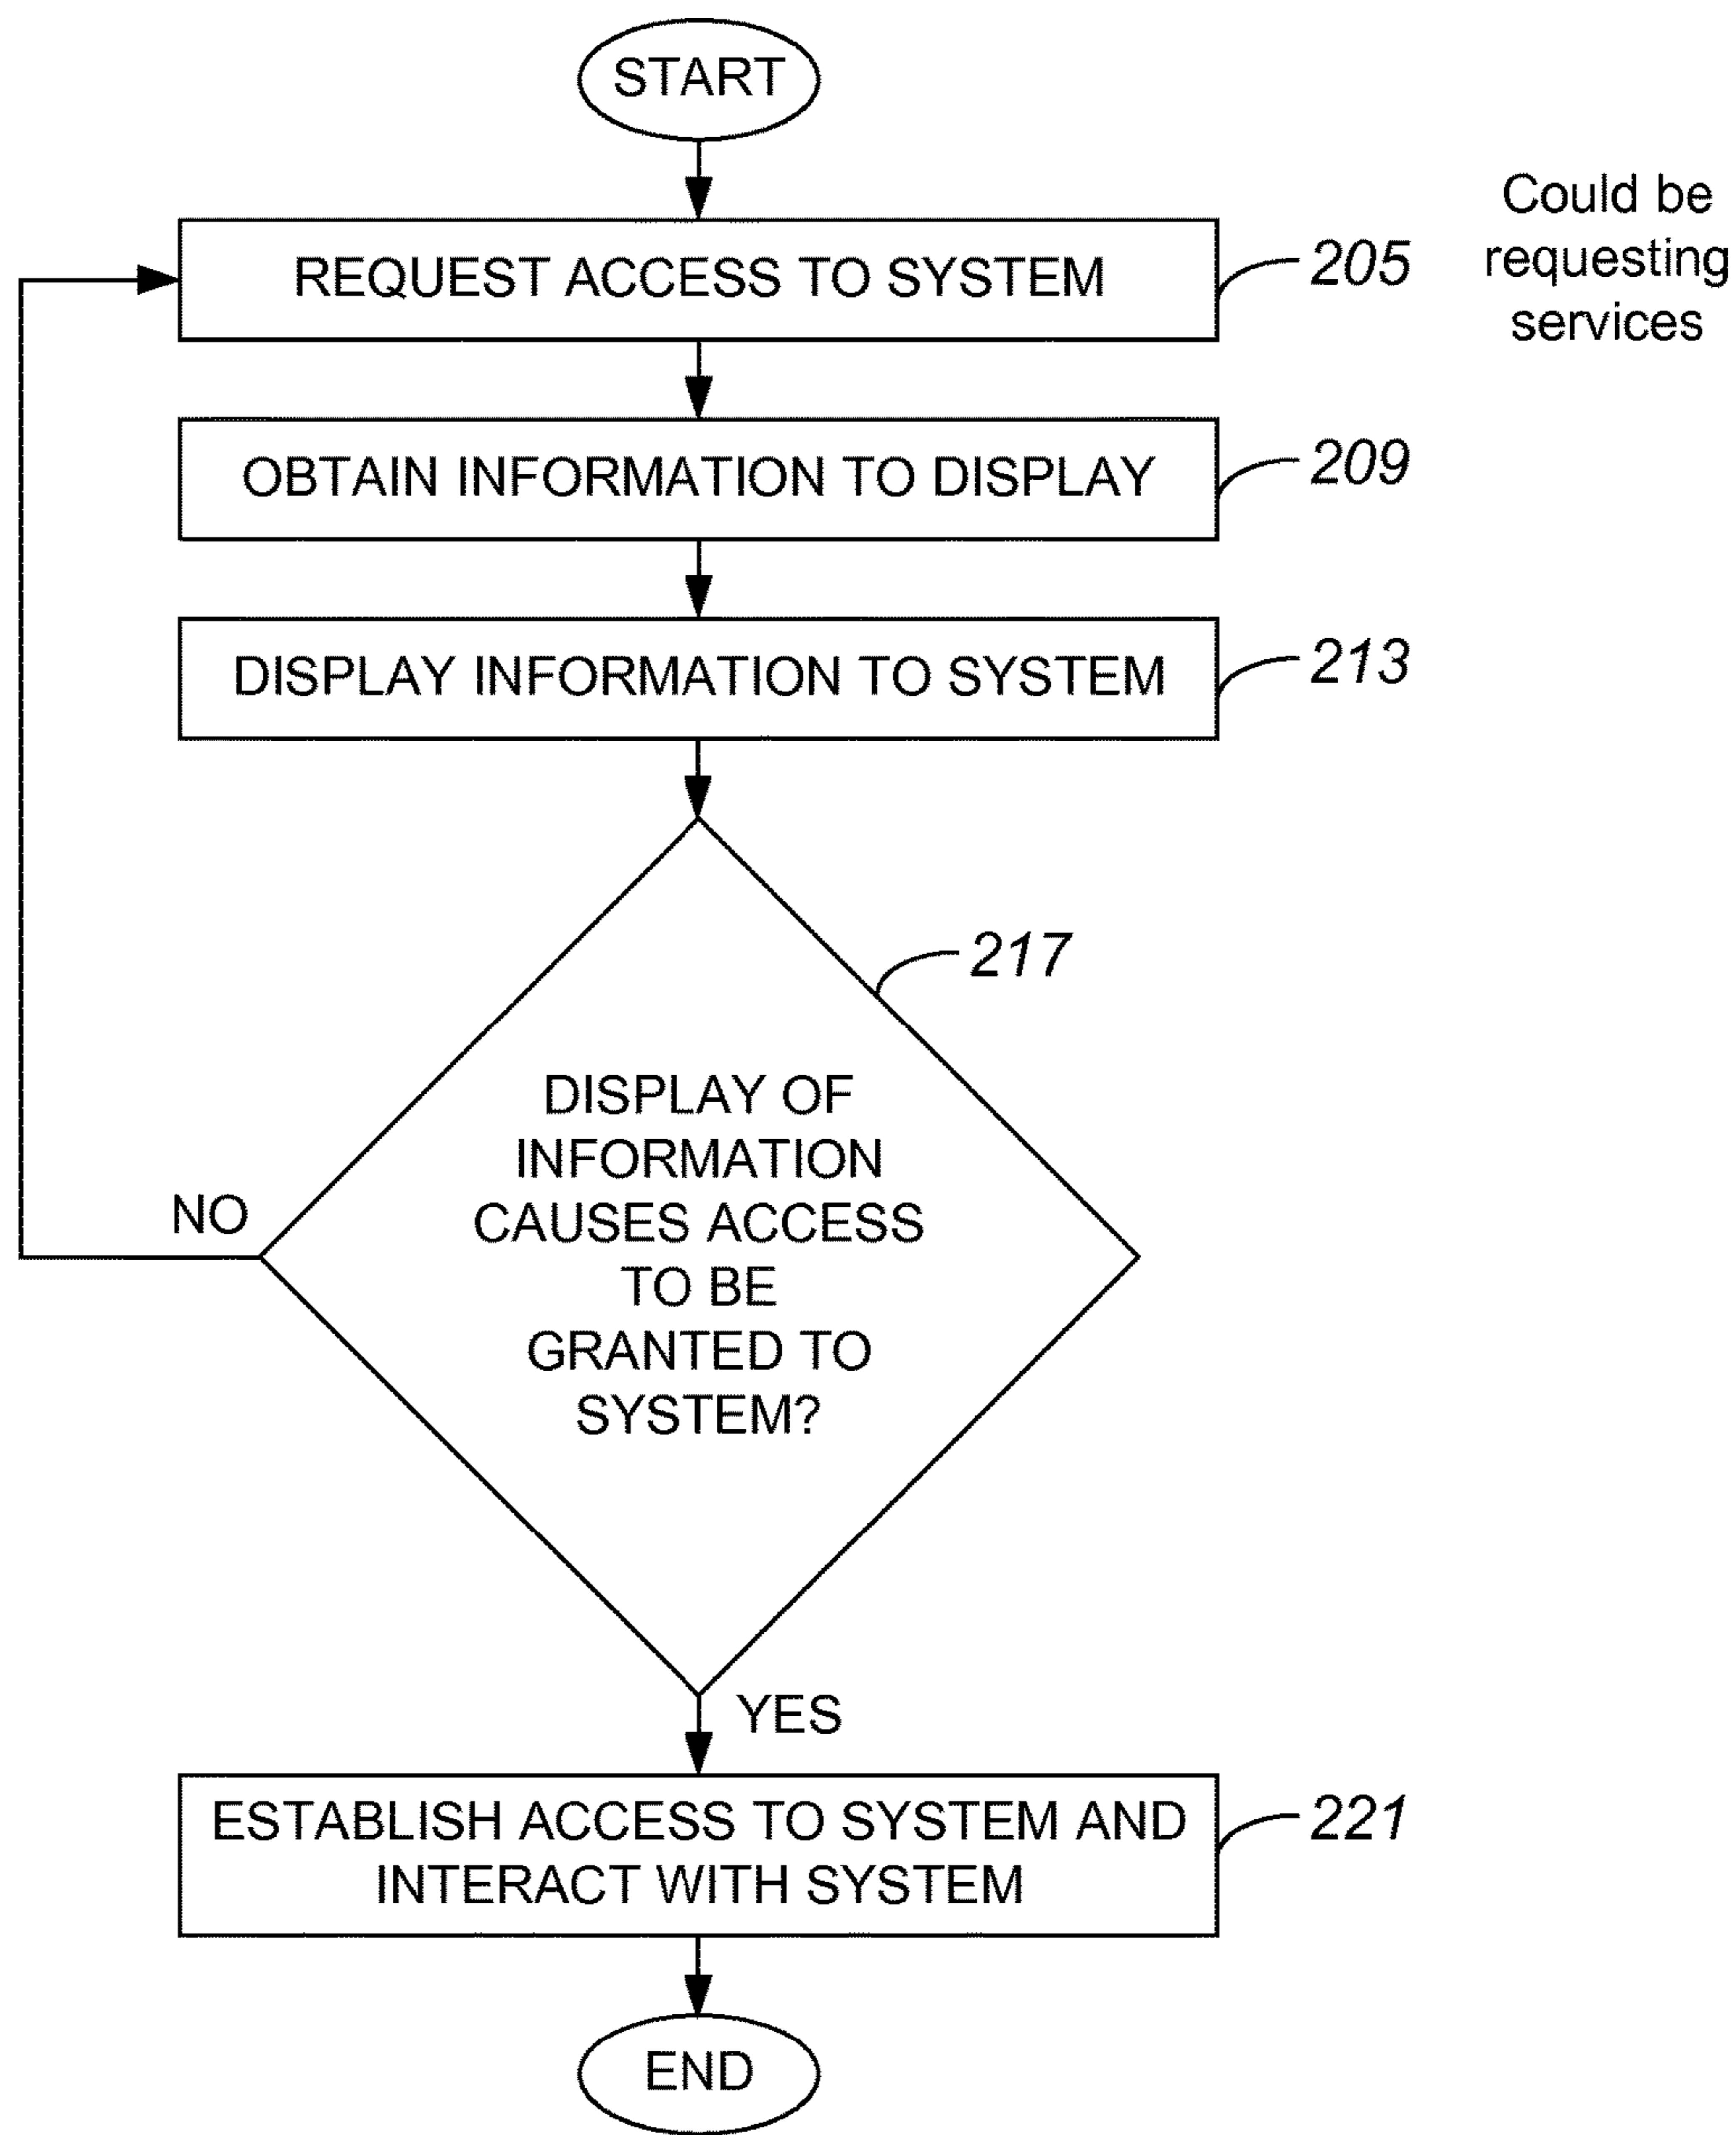 START
REQUEST ACCESS TO SYSTEM
205
Could be
requesting
services
OBTAIN INFORMATION TO DISPLAY
209
DISPLAY INFORMATION TO SYSTEM
213
217
DISPLAY OF
INFORMATION
CAUSES ACCESS
TO BE
GRANTED TO
SYSTEM?
NO
YES
ESTABLISH ACCESS TO SYSTEM AND
INTERACT WITH SYSTEM
221
END